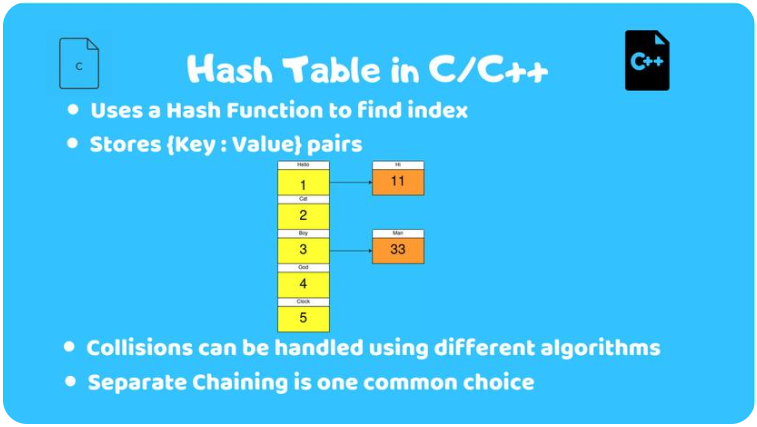 C
Hash Table in C/C++
C++
Uses a Hash Function to find index
Stores {Key : Value} pairs
Hello
Hi
1
11
Cat
2
Boy
Man
3
33
God
4
Clock
5
Collisions can be handled using different algorithms
Separate Chaining is one common choice